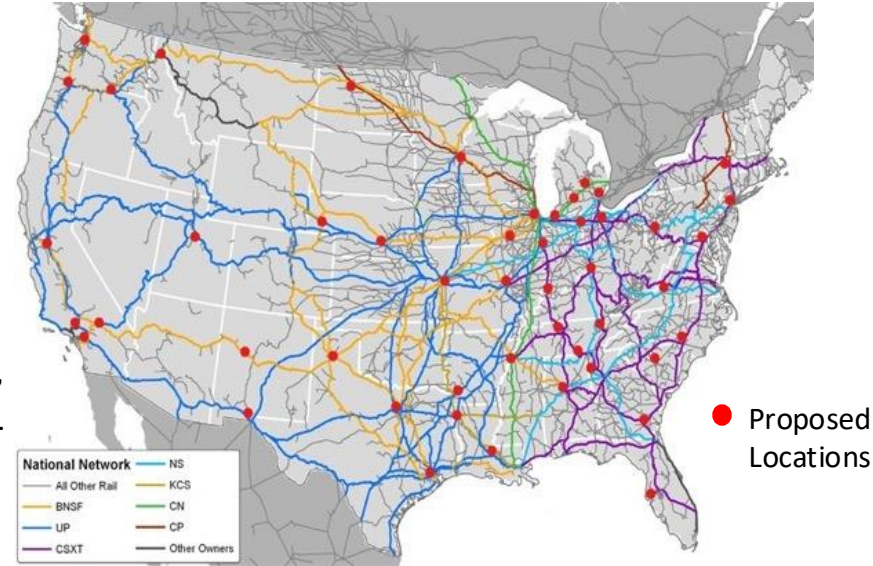 Proposed
Locations
National Network
All Other Rail
BNSF
UP
CSXT
NS
KCS
CN
CP
Other Owners